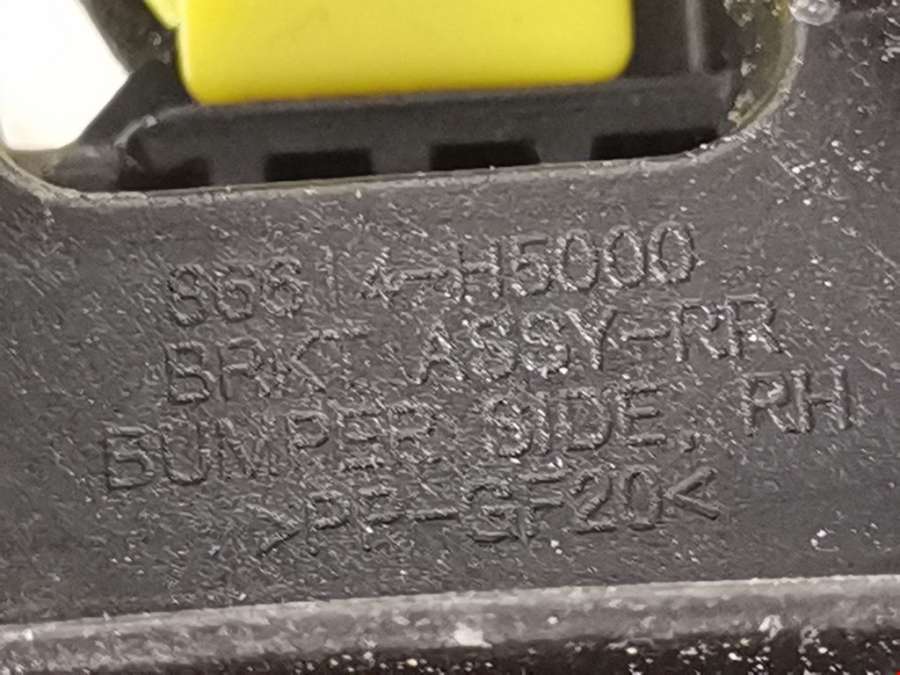 86614-H5000
BRKT ASSY-RR
BUMPER SIDE, RH
>PP-GF20<